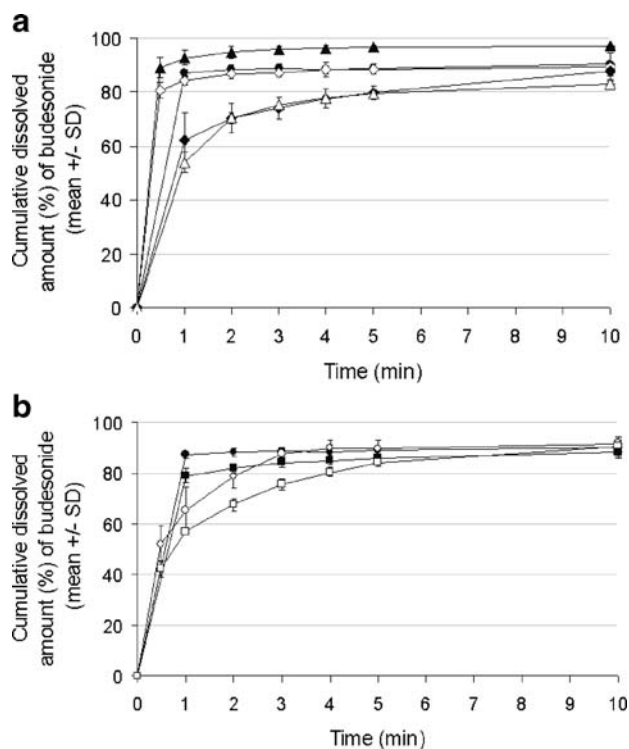 a
Cumulative dissolved
amount (%) of budesonide
(mean +/- SD)
100
80
60
40
20
0
0 1 2 3 4 5 6 7 8 9 10
Time (min)
b
Cumulative dissolved
amount (%) of budesonide
(mean +/- SD)
100
80
60
40
20
0
0 1 2 3 4 5 6 7 8 9 10
Time (min)